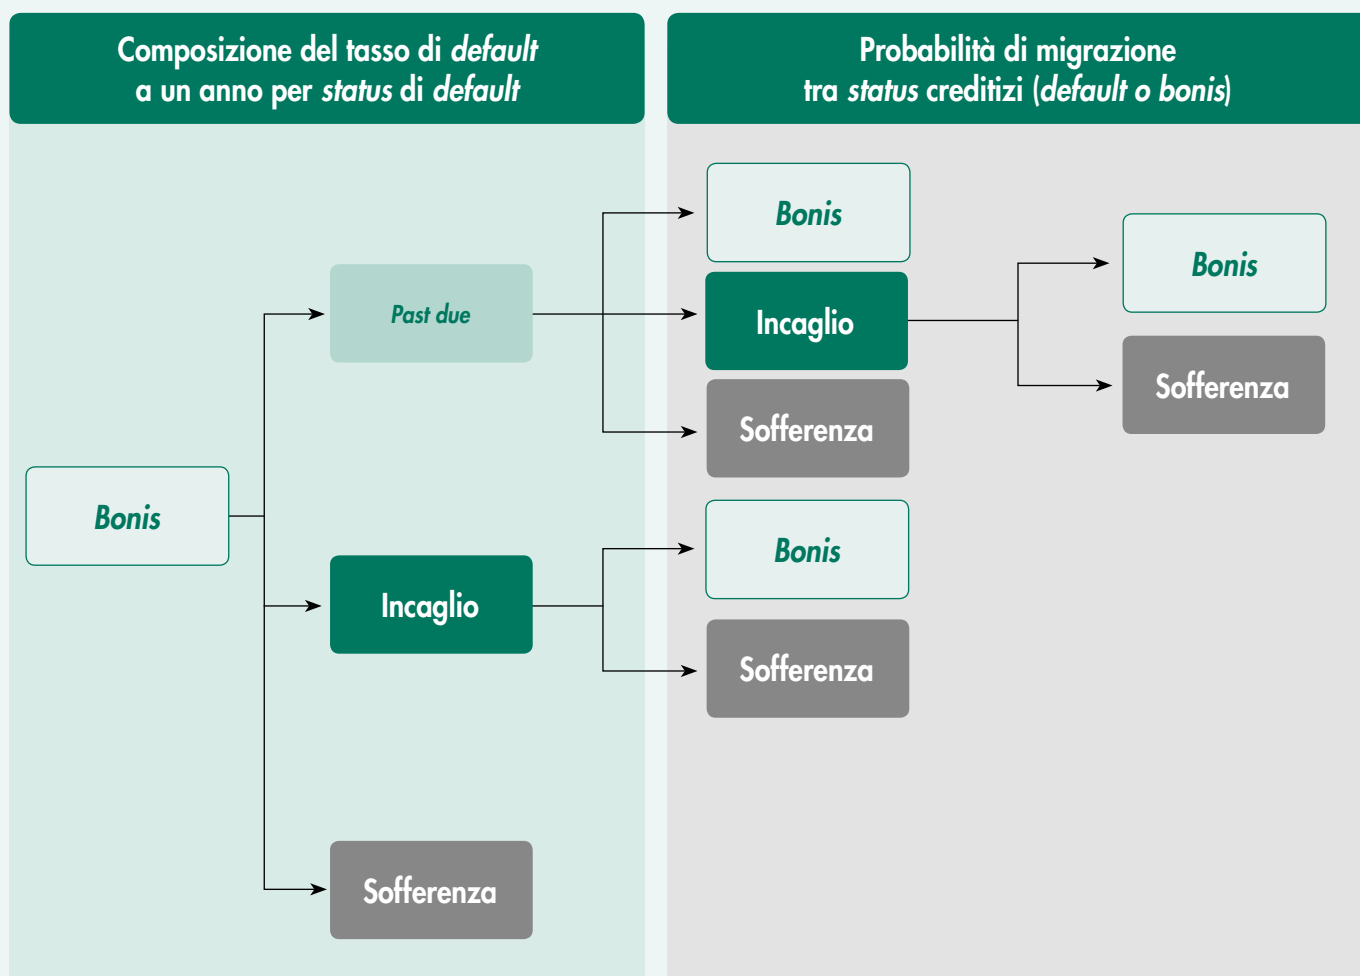 Composizione del tasso di default
a un anno per status di default
Probabilità di migrazione
tra status creditizi (default o bonis)
Bonis
Past due
Incaglio
Sofferenza
Bonis
Incaglio
Sofferenza
Bonis
Sofferenza
Bonis
Sofferenza